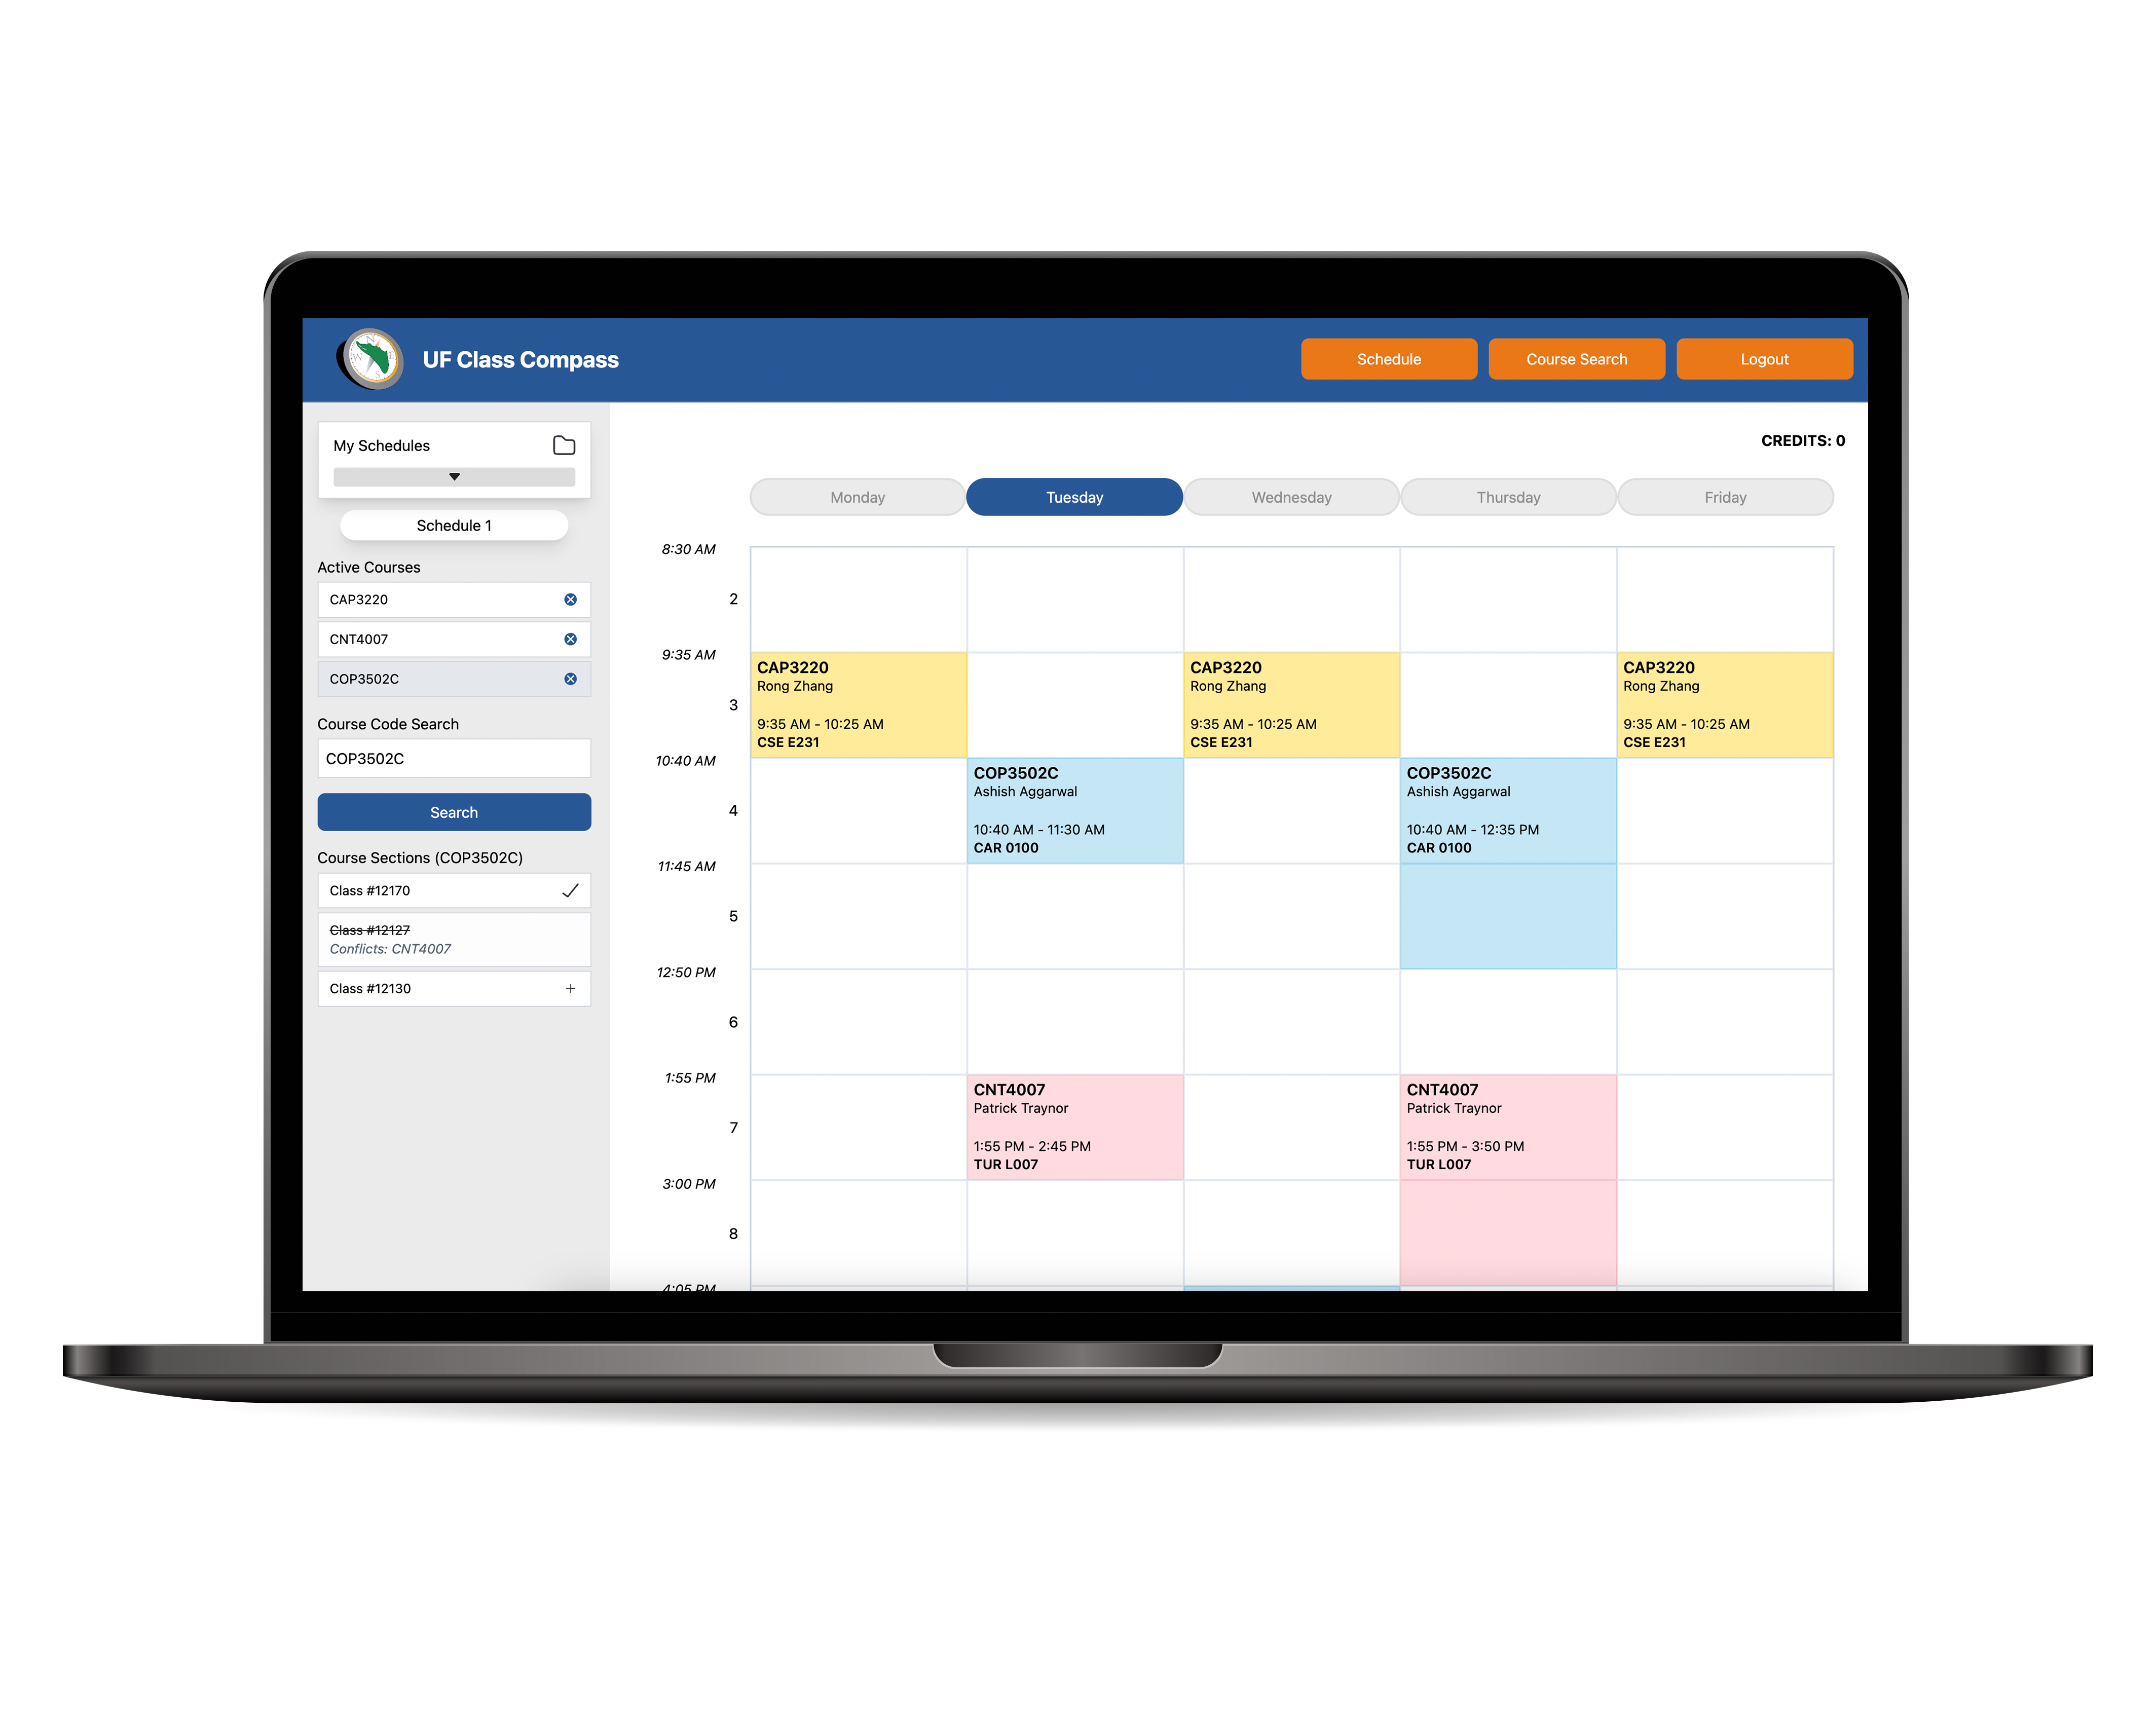 UF Class Compass
Schedule
Course Search
Logout
My Schedules
Schedule 1
Active Courses
CAP3220
CNT4007
COP3502C
Course Code Search
COP3502C
Search
Course Sections (COP3502C)
Class #12170
Class #12127
Conflicts: CNT4007
Class #12130
CREDITS: 0
Monday
Tuesday
Wednesday
Thursday
Friday
8:30 AM
2
9:35 AM
CAP3220
Rong Zhang
9:35 AM - 10:25 AM
CSE E231
CAP3220
Rong Zhang
9:35 AM - 10:25 AM
CSE E231
CAP3220
Rong Zhang
9:35 AM - 10:25 AM
CSE E231
3
10:40 AM
COP3502C
Ashish Aggarwal
10:40 AM - 11:30 AM
CAR 0100
COP3502C
Ashish Aggarwal
10:40 AM - 12:35 PM
CAR 0100
4
11:45 AM
5
12:50 PM
6
1:55 PM
CNT4007
Patrick Traynor
1:55 PM - 2:45 PM
TUR L007
CNT4007
Patrick Traynor
1:55 PM - 3:50 PM
TUR L007
7
3:00 PM
8
4:05 PM